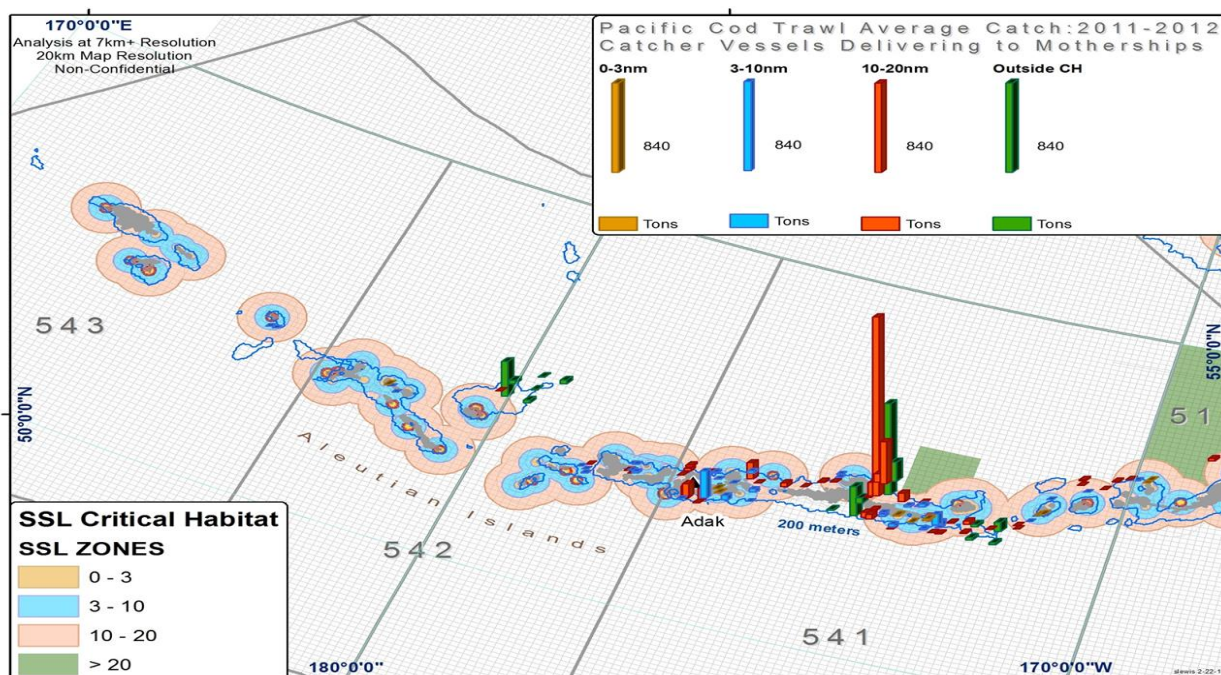 170°0'0"E
Analysis at 7km+ Resolution
20km Map Resolution
Non-Confidential
Pacific Cod Trawl Average Catch:2011-2012
Catcher Vessels Delivering to Motherships
0-3nm 3-10nm 10-20nm Outside CH
840 840 840 840
Tons Tons Tons Tons
543
55°0'0"N
51
50°0'0"N
Aleutian Islands
Adak
200 meters
542
541
SSL Critical Habitat
SSL ZONES
0 - 3
3 - 10
10 - 20
> 20
180°0'0"
170°0'0"W